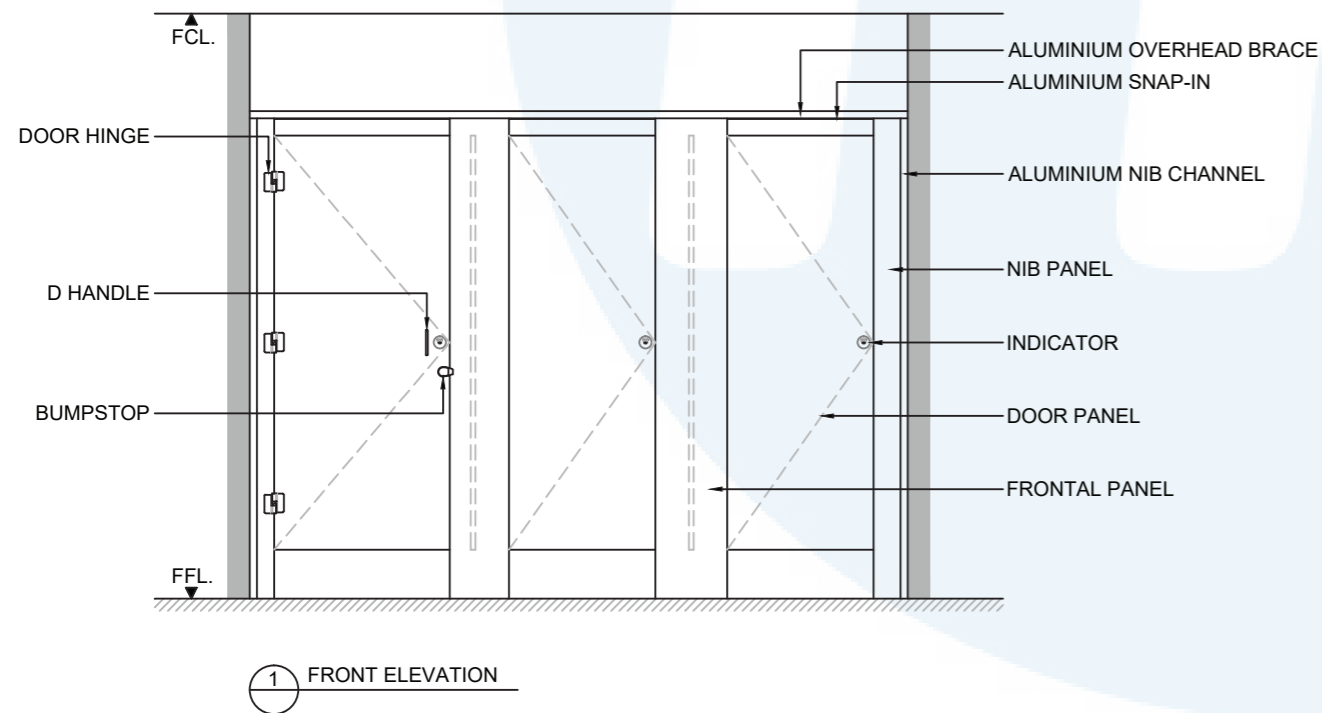 FCL.
ALUMINIUM OVERHEAD BRACE
ALUMINIUM SNAP-IN
DOOR HINGE
ALUMINIUM NIB CHANNEL
NIB PANEL
D HANDLE
INDICATOR
BUMPSTOP
DOOR PANEL
FRONTAL PANEL
FFL.
1 FRONT ELEVATION